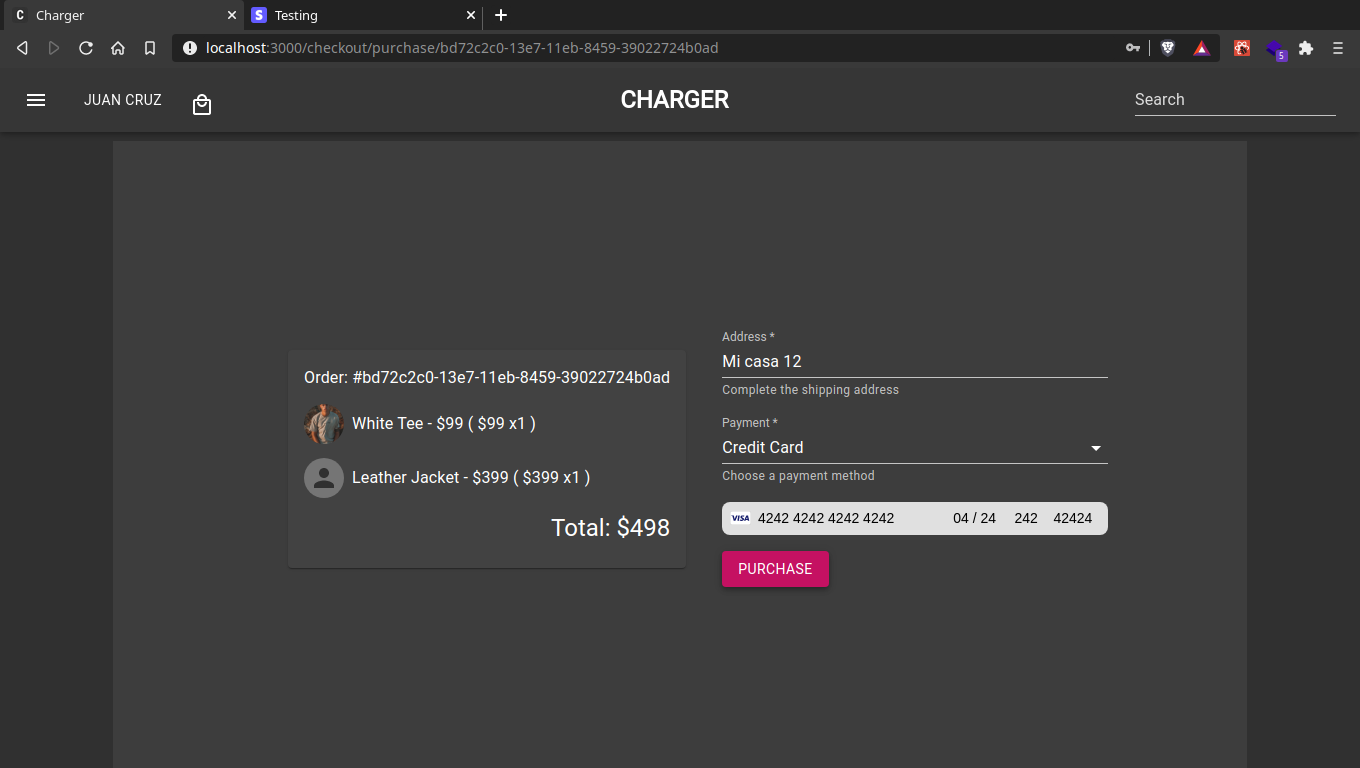 C Charger
S Testing
localhost:3000/checkout/purchase/bd72c2c0-13e7-11eb-8459-39022724b0ad
5
JUAN CRUZ
CHARGER
Search
Order: #bd72c2c0-13e7-11eb-8459-39022724b0ad
White Tee - $99 ( $99 x1 )
Leather Jacket - $399 ( $399 x1 )
Total: $498
Address *
Mi casa 12
Complete the shipping address
Payment *
Credit Card
Choose a payment method
VISA 4242 4242 4242 4242 04 / 24 242 42424
PURCHASE